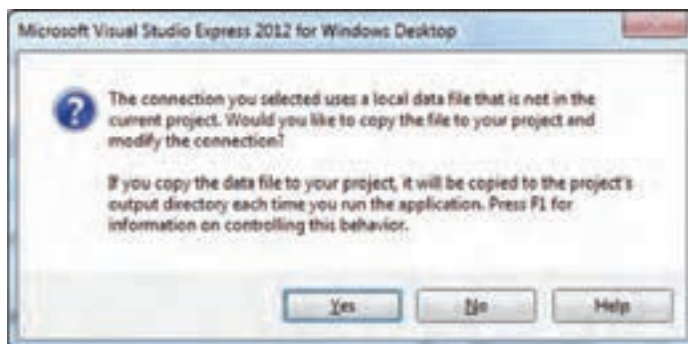 Microsoft Visual Studio Express 2012 for Windows Desktop
The connection you selected uses a local data file that is not in the
current project. Would you like to copy the file to your project and
modify the connection?
If you copy the data file to your project, it will be copied to the project's
output directory each time you run the application. Press F1 for
information on controlling this behavior.
Yes No Help